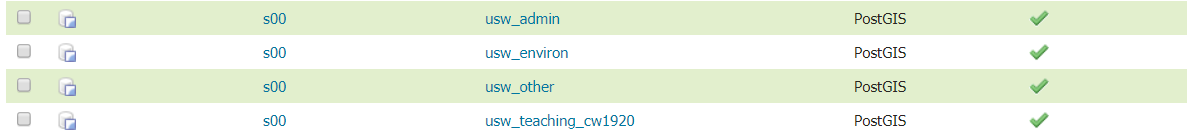 s00 usw_admin PostGIS
s00 usw_environ PostGIS
s00 usw_other PostGIS
s00 usw_teaching_cw1920 PostGIS